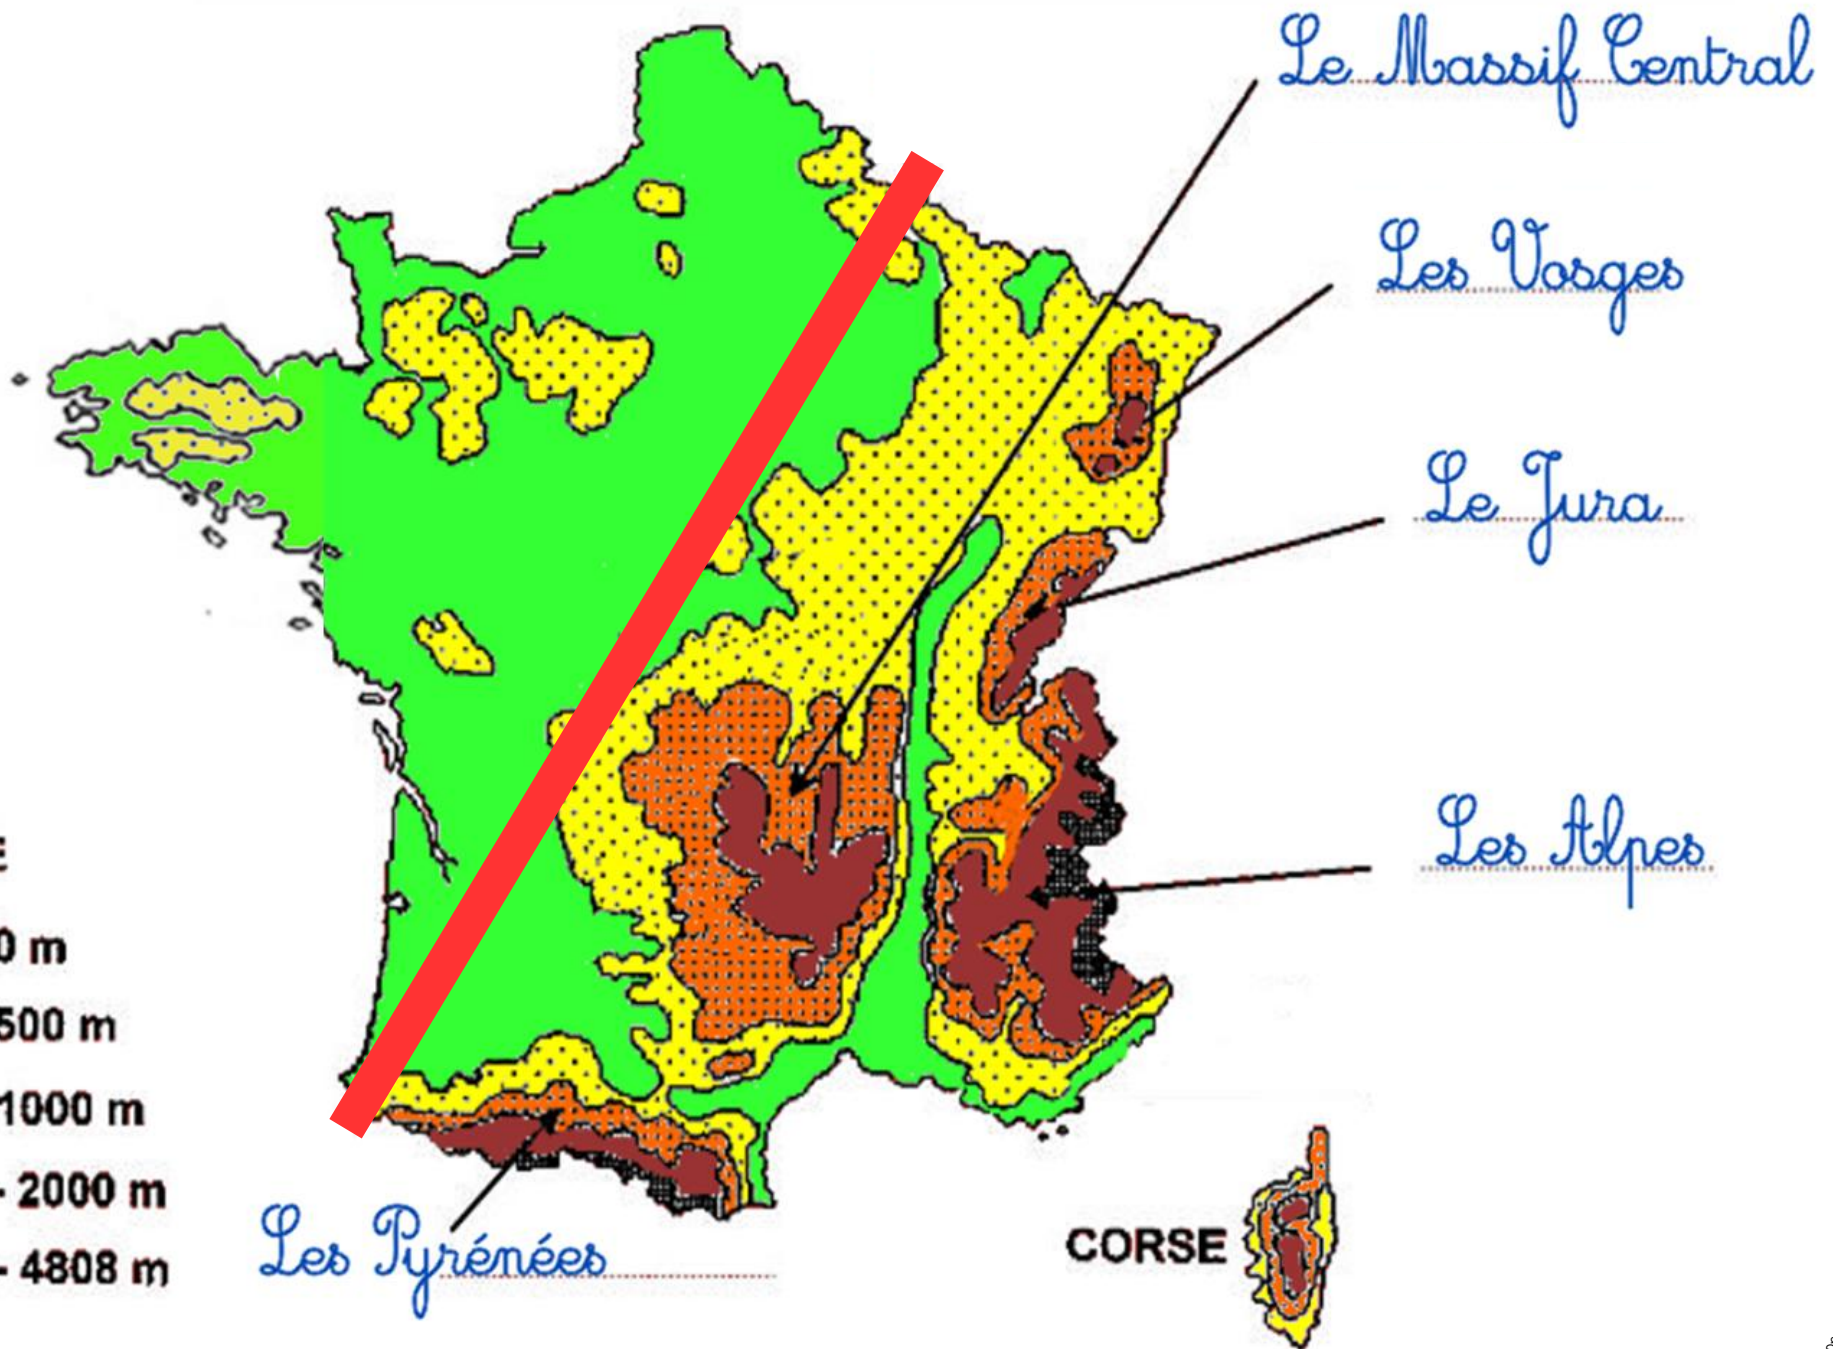 Le Massif Central
Les Vosges
Le Jura
Les Alpes
0 m
500 m
1000 m
- 2000 m
- 4808 m
Les Pyrénées
CORSE